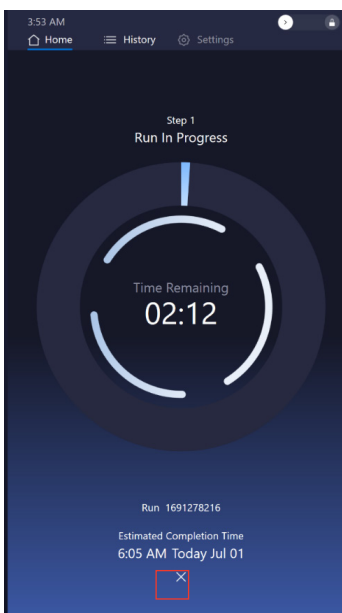 3:53 AM
Home History Settings
Step 1
Run In Progress
Time Remaining
02:12
Run 1691278216
Estimated Completion Time
6:05 AM Today Jul 01